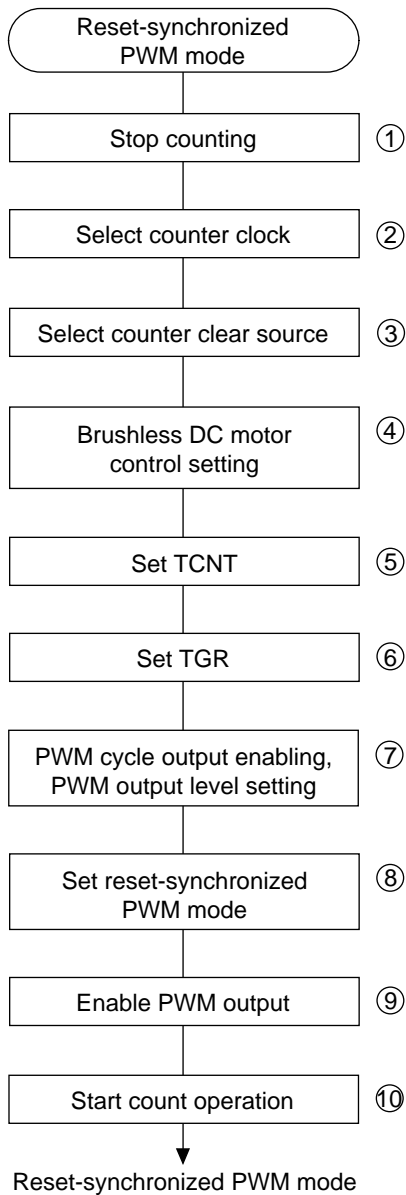 Reset-synchronized
PWM mode
Stop counting ①
Select counter clock ②
Select counter clear source ③
Brushless DC motor ④
control setting
Set TCNT ⑤
Set TGR ⑥
PWM cycle output enabling, ⑦
PWM output level setting
Set reset-synchronized ⑧
PWM mode
Enable PWM output ⑨
Start count operation ⑩
Reset-synchronized PWM mode